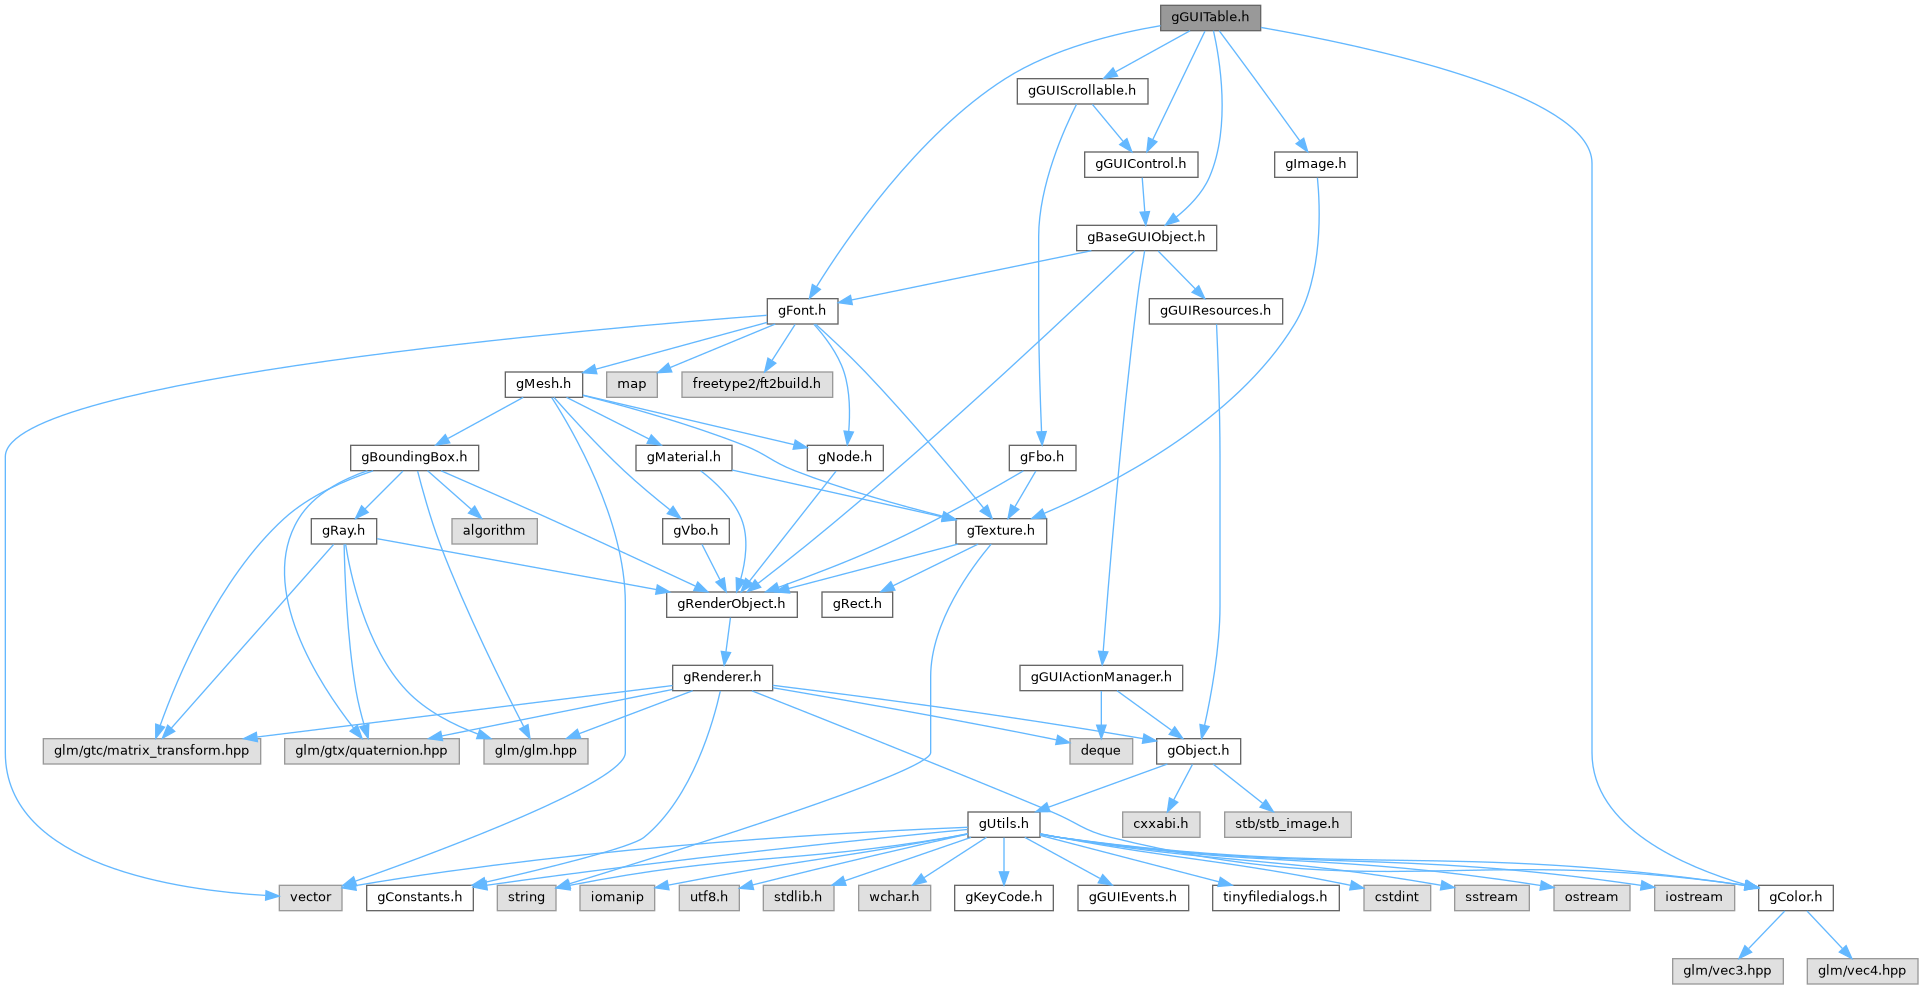 gGUITable.h
gGUIScrollable.h
gGUIControl.h
gImage.h
gBaseGUIObject.h
gFont.h
gGUIResources.h
gMesh.h
map
freetype2/ft2build.h
gBoundingBox.h
gMaterial.h
gNode.h
gFbo.h
gRay.h
algorithm
gVbo.h
gTexture.h
gRenderObject.h
gRect.h
gRenderer.h
gGUIActionManager.h
glm/gtc/matrix_transform.hpp
glm/gtx/quaternion.hpp
glm/glm.hpp
deque
gObject.h
gUtils.h
cxxabi.h
stb/stb_image.h
vector
gConstants.h
string
iomanip
utf8.h
stdlib.h
wchar.h
gKeyCode.h
gGUIEvents.h
tinyfiledialogs.h
cstdint
sstream
ostream
iostream
gColor.h
glm/vec3.hpp
glm/vec4.hpp